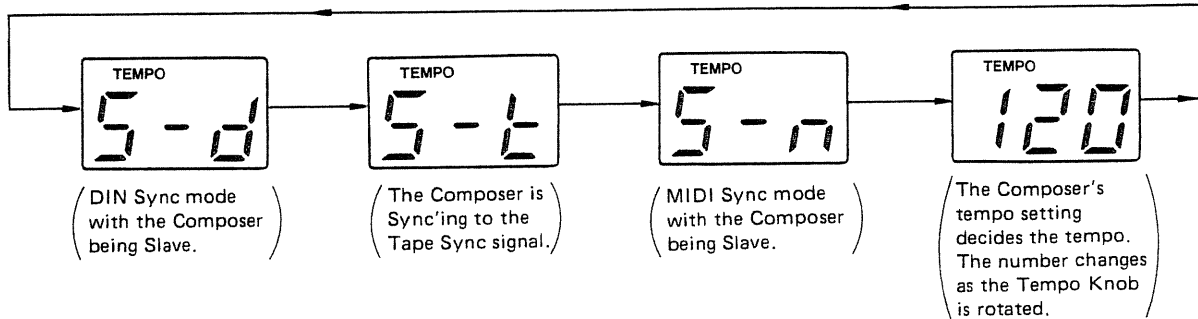 TEMPO
S-d
TEMPO
S-t
TEMPO
S-n
TEMPO
120
(DIN Sync mode
with the Composer
being Slave.)
(The Composer is
Sync'ing to the
Tape Sync signal.)
(MIDI Sync mode
with the Composer
being Slave.)
(The Composer's
tempo setting
decides the tempo.
The number changes
as the Tempo Knob
is rotated.)